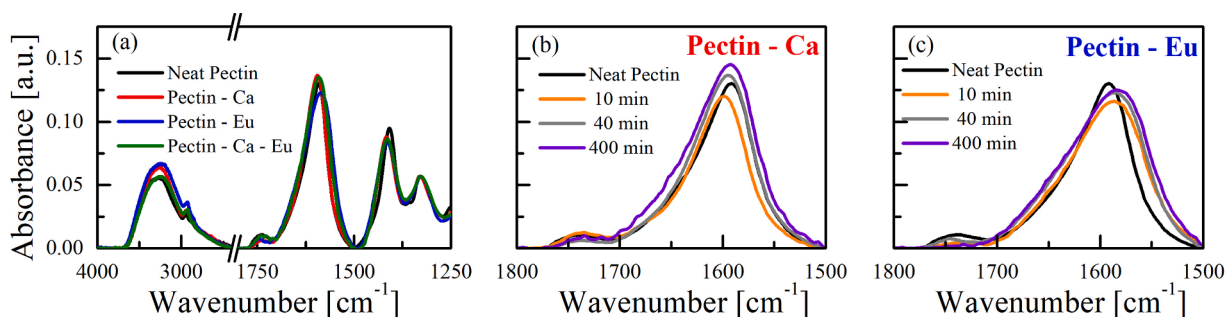 (a)
Absorbance [a.u.]
0.15
0.10
0.05
0.00
Neat Pectin
Pectin - Ca
Pectin - Eu
Pectin - Ca - Eu
4000 3000 1750 1500 1250
Wavenumber [cm-1]
(b) Pectin - Ca
Neat Pectin
10 min
40 min
400 min
1800 1700 1600 1500
Wavenumber [cm-1]
(c) Pectin - Eu
Neat Pectin
10 min
40 min
400 min
1800 1700 1600 1500
Wavenumber [cm-1]